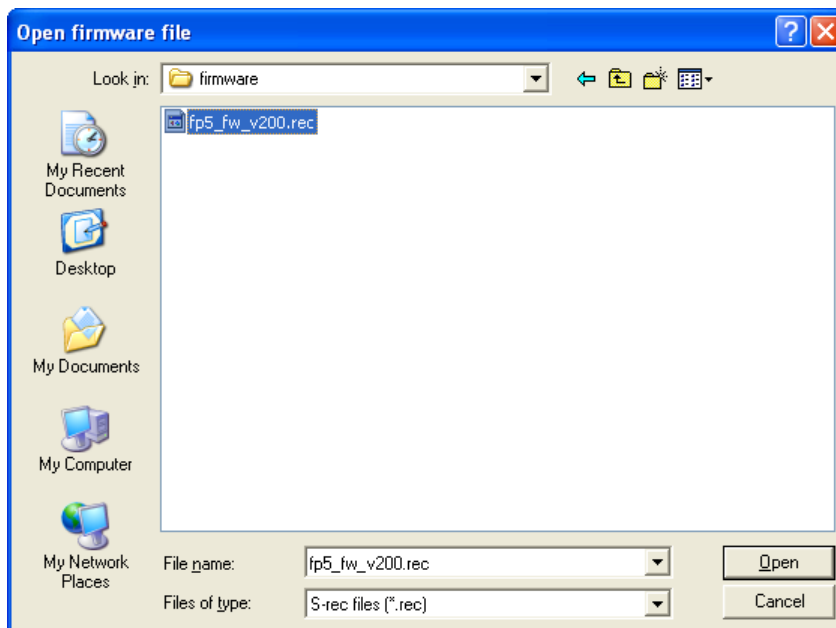 Open firmware file
Look in:
firmware
fp5_fw_v200.rec
My Recent
Documents
Desktop
My Documents
My Computer
My Network
Places
File name:
fp5_fw_v200.rec
Open
Files of type:
S-rec files (*.rec)
Cancel